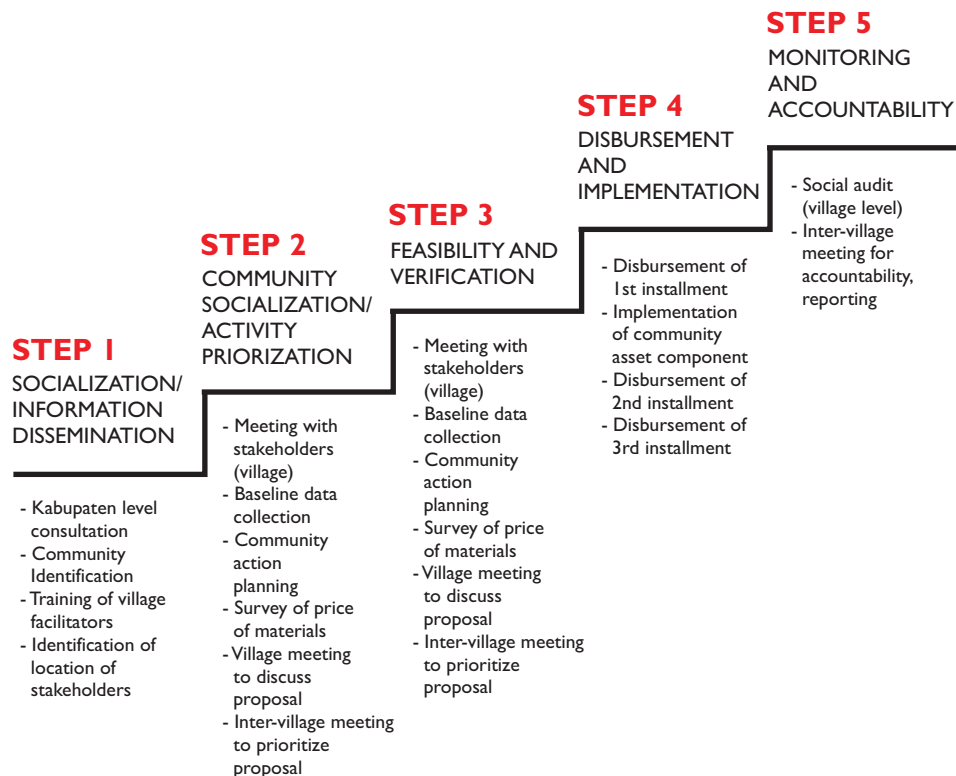 STEP 1
SOCIALIZATION/
INFORMATION
DISSEMINATION
- Kabupaten level
consultation
- Community
Identification
- Training of village
facilitators
- Identification of
location of
stakeholders
STEP 2
COMMUNITY
SOCIALIZATION/
ACTIVITY
PRIORIZATION
- Meeting with
stakeholders
(village)
- Baseline data
collection
- Community
action
planning
- Survey of price
of materials
- Village meeting
to discuss
proposal
- Inter-village meeting
to prioritize
proposal
STEP 3
FEASIBILITY AND
VERIFICATION
- Meeting with
stakeholders
(village)
- Baseline data
collection
- Community
action
planning
- Survey of price
of materials
- Village meeting
to discuss
proposal
- Inter-village meeting
to prioritize
proposal
STEP 4
DISBURSEMENT
AND
IMPLEMENTATION
- Disbursement of
1st installment
- Implementation
of community
asset component
- Disbursement of
2nd installment
- Disbursement of
3rd installment
STEP 5
MONITORING
AND
ACCOUNTABILITY
- Social audit
(village level)
- Inter-village
meeting for
accountability,
reporting